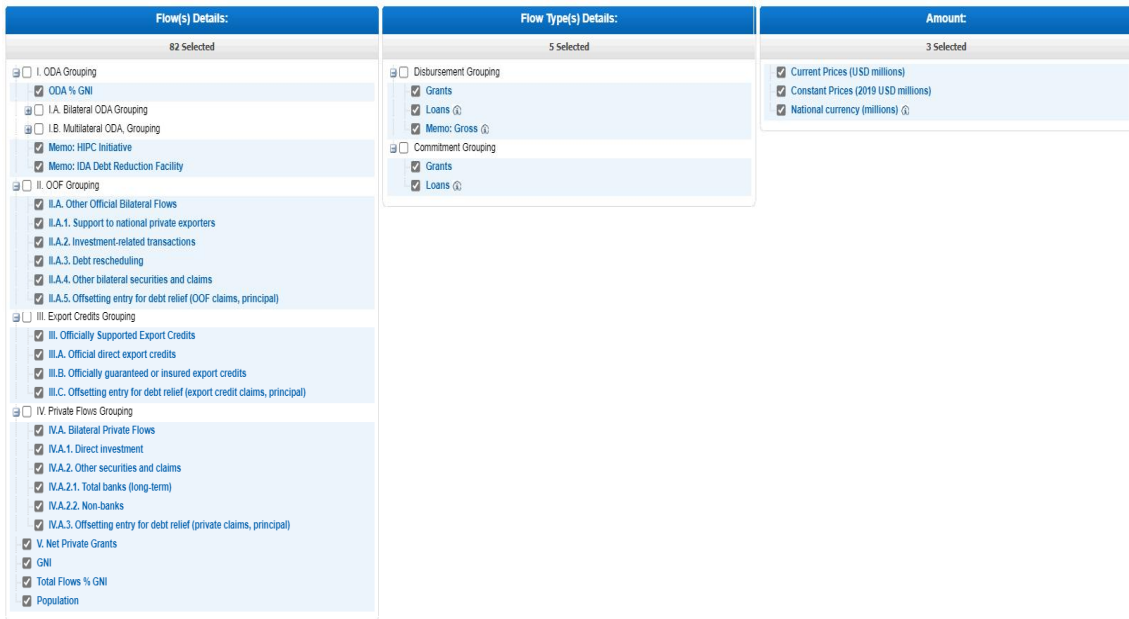 Flow(s) Details:
82 Selected
I. ODA Grouping
ODA % GNI
I.A. Bilateral ODA Grouping
I.B. Multilateral ODA, Grouping
Memo: HIPC Initiative
Memo: IDA Debt Reduction Facility
II. OOF Grouping
II.A. Other Official Bilateral Flows
II.A.1. Support to national private exporters
II.A.2. Investment-related transactions
II.A.3. Debt rescheduling
II.A.4. Other bilateral securities and claims
II.A.5. Offsetting entry for debt relief (OOF claims, principal)
III. Export Credits Grouping
III. Officially Supported Export Credits
III.A. Official direct export credits
III.B. Officially guaranteed or insured export credits
III.C. Offsetting entry for debt relief (export credit claims, principal)
IV. Private Flows Grouping
IV.A. Bilateral Private Flows
IV.A.1. Direct investment
IV.A.2. Other securities and claims
IV.A.2.1. Total banks (long-term)
IV.A.2.2. Non-banks
IV.A.3. Offsetting entry for debt relief (private claims, principal)
V. Net Private Grants
GNI
Total Flows % GNI
Population
Flow Type(s) Details:
5 Selected
Disbursement Grouping
Grants
Loans
Memo: Gross
Commitment Grouping
Grants
Loans
Amount:
3 Selected
Current Prices (USD millions)
Constant Prices (2019 USD millions)
National currency (millions)